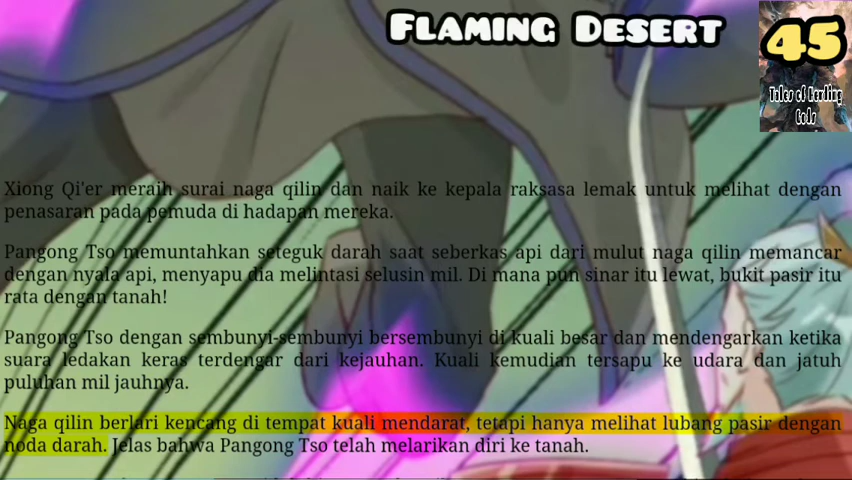 Flaming Desert
45
Tales of Herding
Gods
Xiong Qi'er meraih surai naga qilin dan naik ke kepala raksasa lemak untuk melihat dengan
penasaran pada pemuda di hadapan mereka.
Pangong Tso memuntahkan seteguk darah saat seberkas api dari mulut naga qilin memancar
dengan nyala api, menyapu dia melintasi selusin mil. Di mana pun sinar itu lewat, bukit pasir itu
rata dengan tanah!
Pangong Tso dengan sembunyi-sembunyi bersembunyi di kuali besar dan mendengarkan ketika
suara ledakan keras terdengar dari kejauhan. Kuali kemudian tersapu ke udara dan jatuh
puluhan mil jauhnya.
Naga qilin berlari kencang di tempat kuali mendarat, tetapi hanya melihat lubang pasir dengan
noda darah. Jelas bahwa Pangong Tso telah melarikan diri ke tanah.